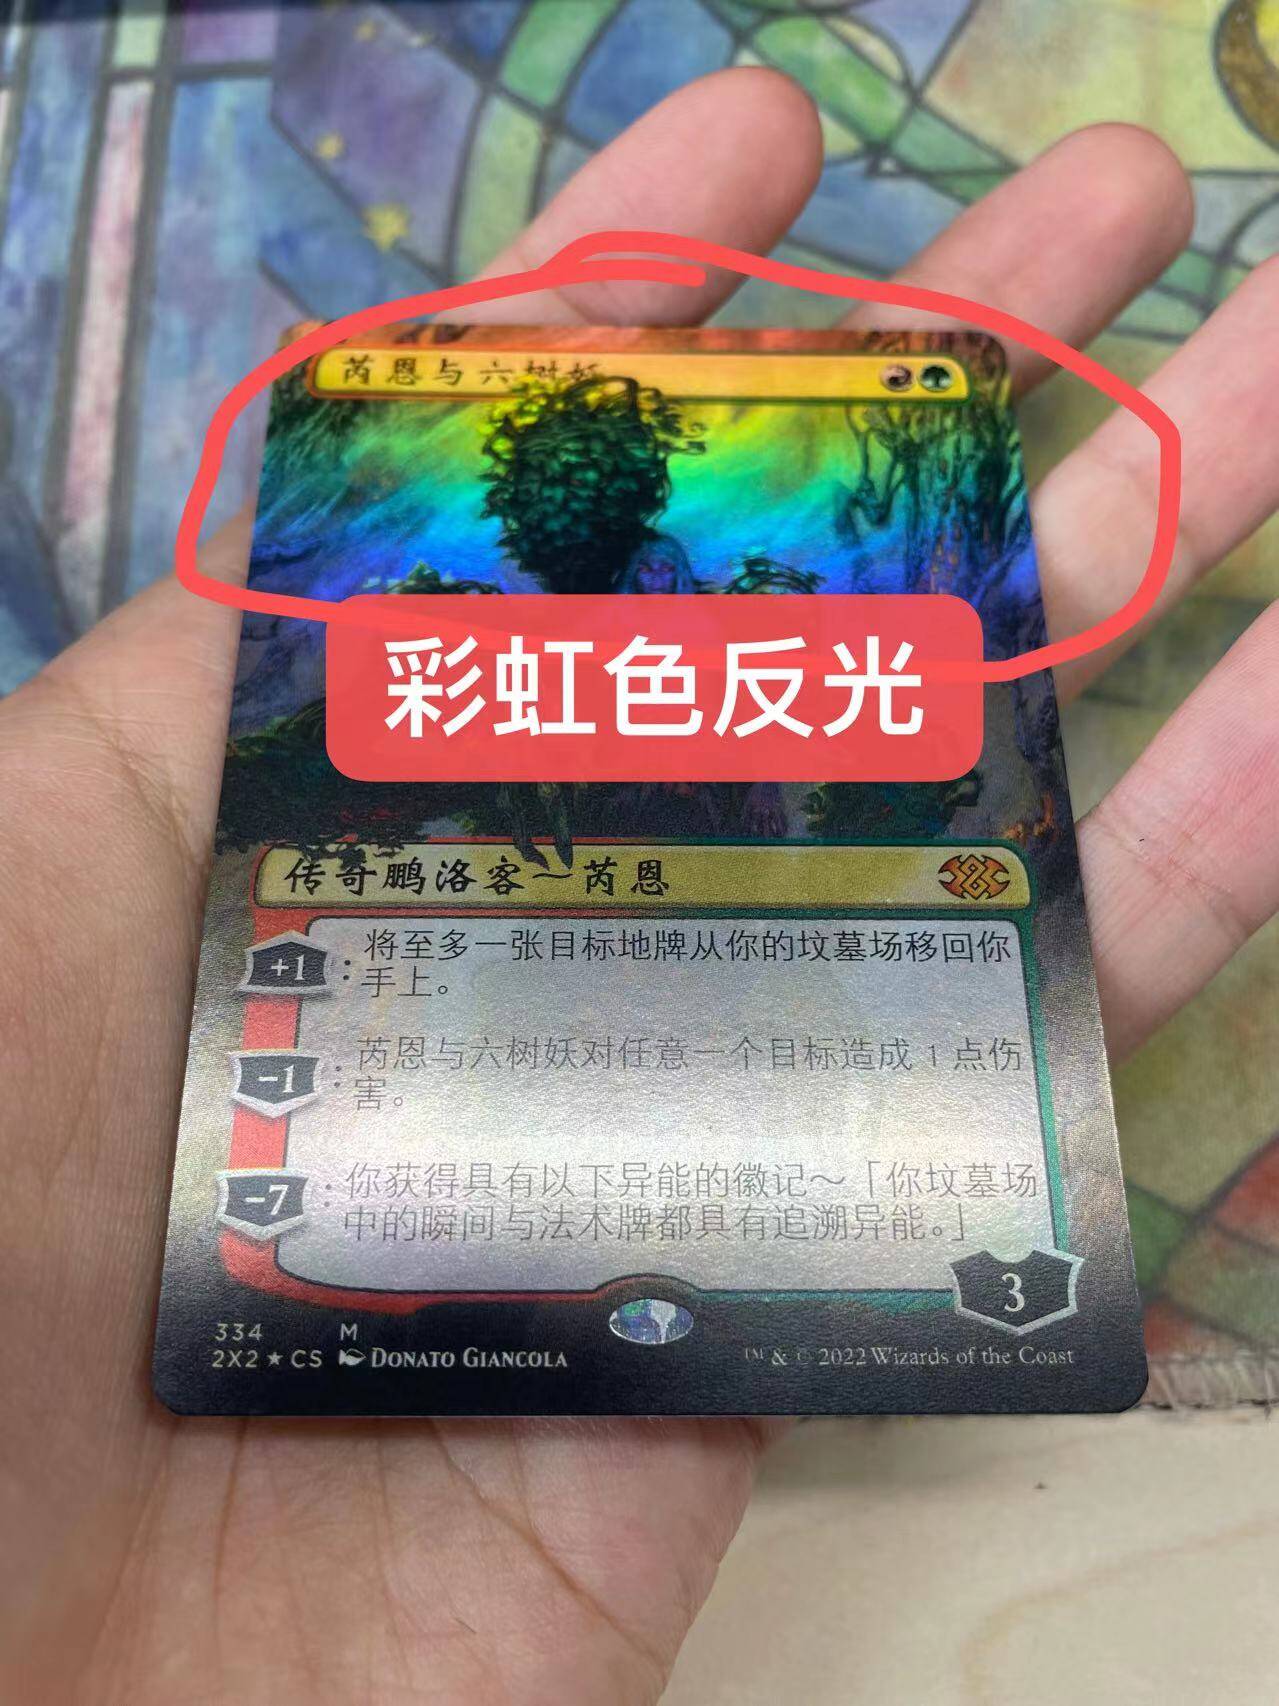 芮恩与六树妖
彩虹色反光
传奇鹏洛客～芮恩
+1：将至多一张目标地牌从你的坟墓场移回你
手上。
-1：芮恩与六树妖对任意一个目标造成 1 点伤
害。
-7：你获得具有以下异能的徽记～「你坟墓场
中的瞬间与法术牌都具有追溯异能。」
3
334 M
2X2 ★ CS DONATO GIANCOLA
™ & © 2022 Wizards of the Coast